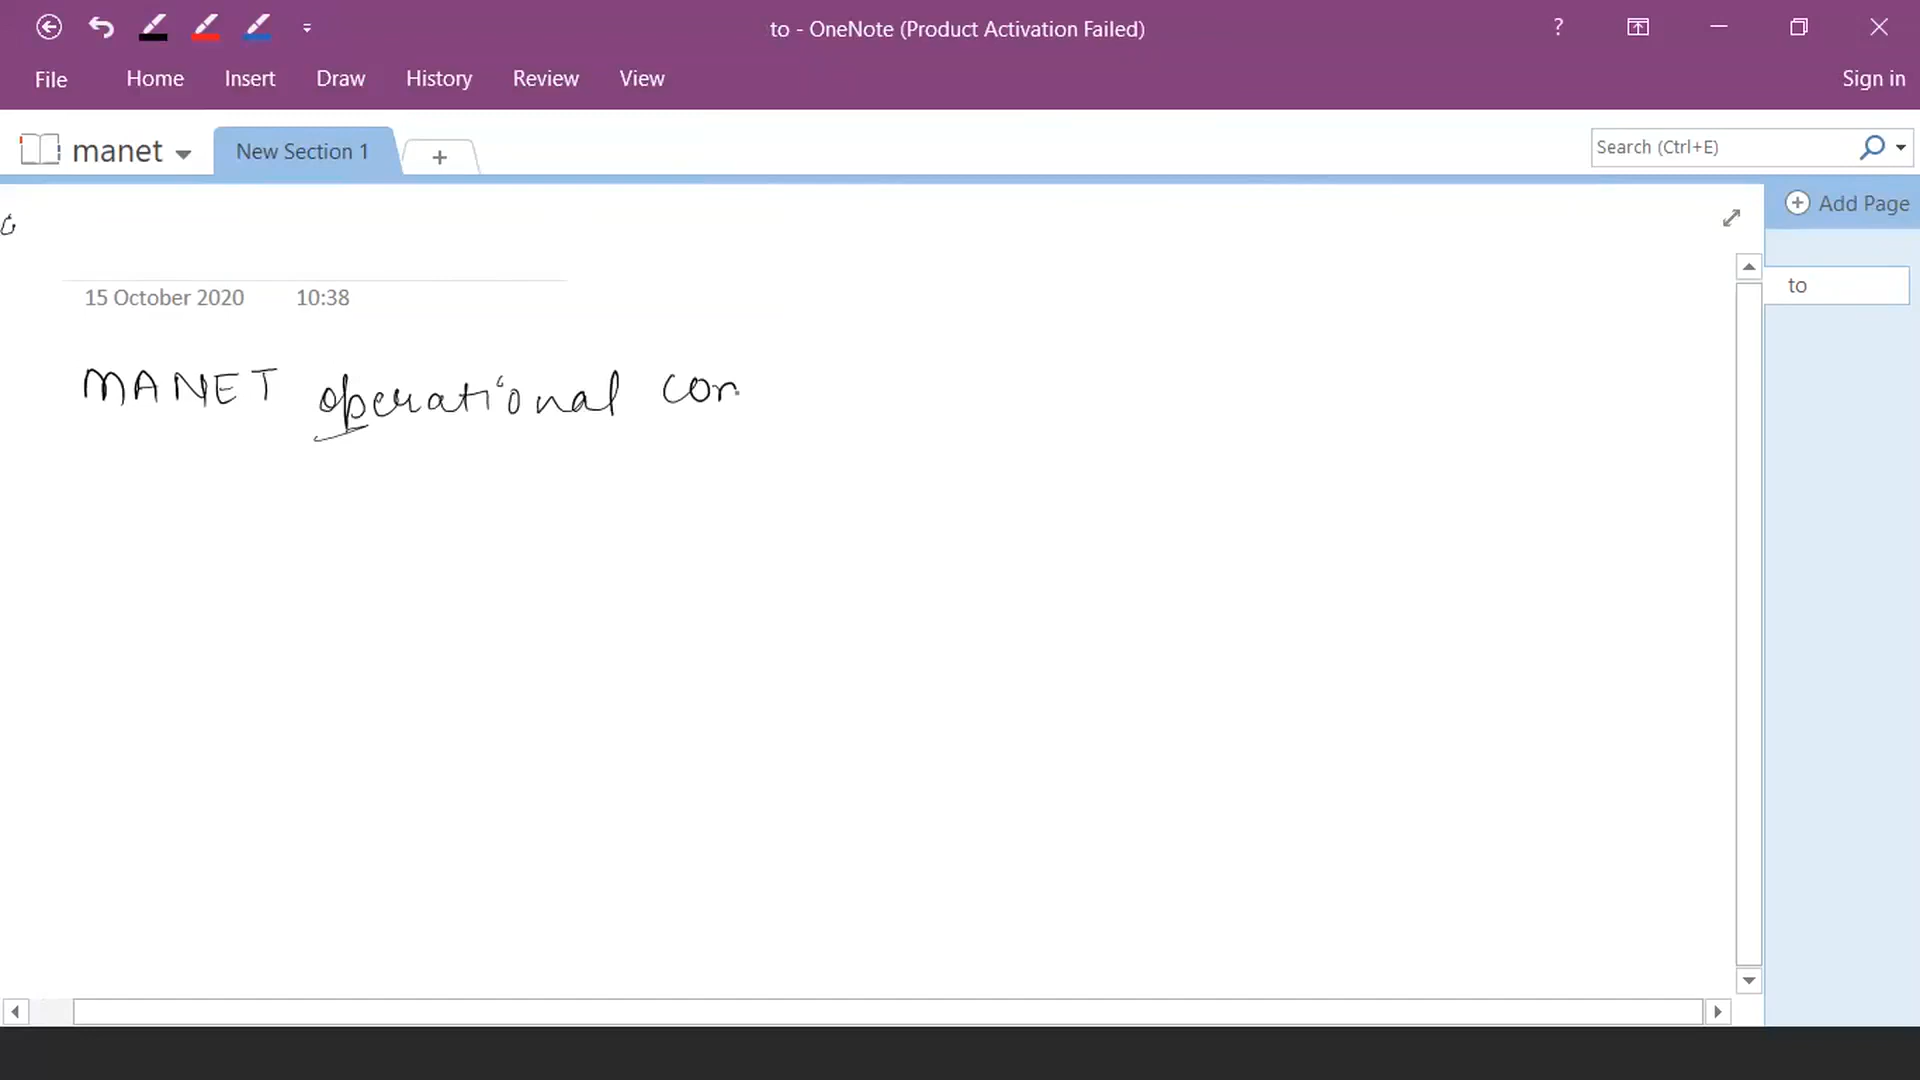 to - OneNote (Product Activation Failed)
?
File Home Insert Draw History Review View Sign in
manet New Section 1 + Search (Ctrl+E)
Add Page
to
15 October 2020 10:38
MANET operational con